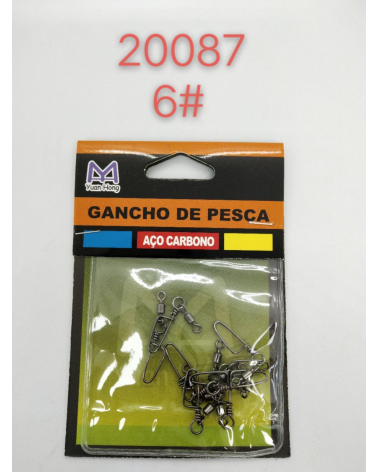 20087
6#
Yuan Hong
GANCHO DE PESCA
AÇO CARBONO